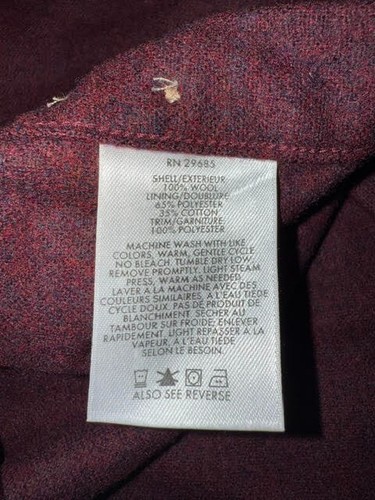 RN 29685
SHELL/EXTERIEUR
100% WOOL
LINING/DOUBLURE
65% POLYESTER
35% COTTON
TRIM/GARNITURE:
100% POLYESTER
MACHINE WASH WITH LIKE
COLORS, WARM, GENTLE CYCLE
NO BLEACH. TUMBLE DRY LOW.
REMOVE PROMPTLY. LIGHT STEAM
PRESS, WARM AS NEEDED.
LAVER A LA MACHINE AVEC DES
COULEURS SIMILAIRES, A L'EAU TIEDE
CYCLE DOUX. PAS DE PRODUIT DE
BLANCHIMENT. SECHER AU
TAMBOUR SUR FROIDE; ENLEVER
RAPIDEMENT. LIGHT REPASSER A LA
VAPEUR, A L'EAU TIEDE
SELON LE BESOIN.
ALSO SEE REVERSE